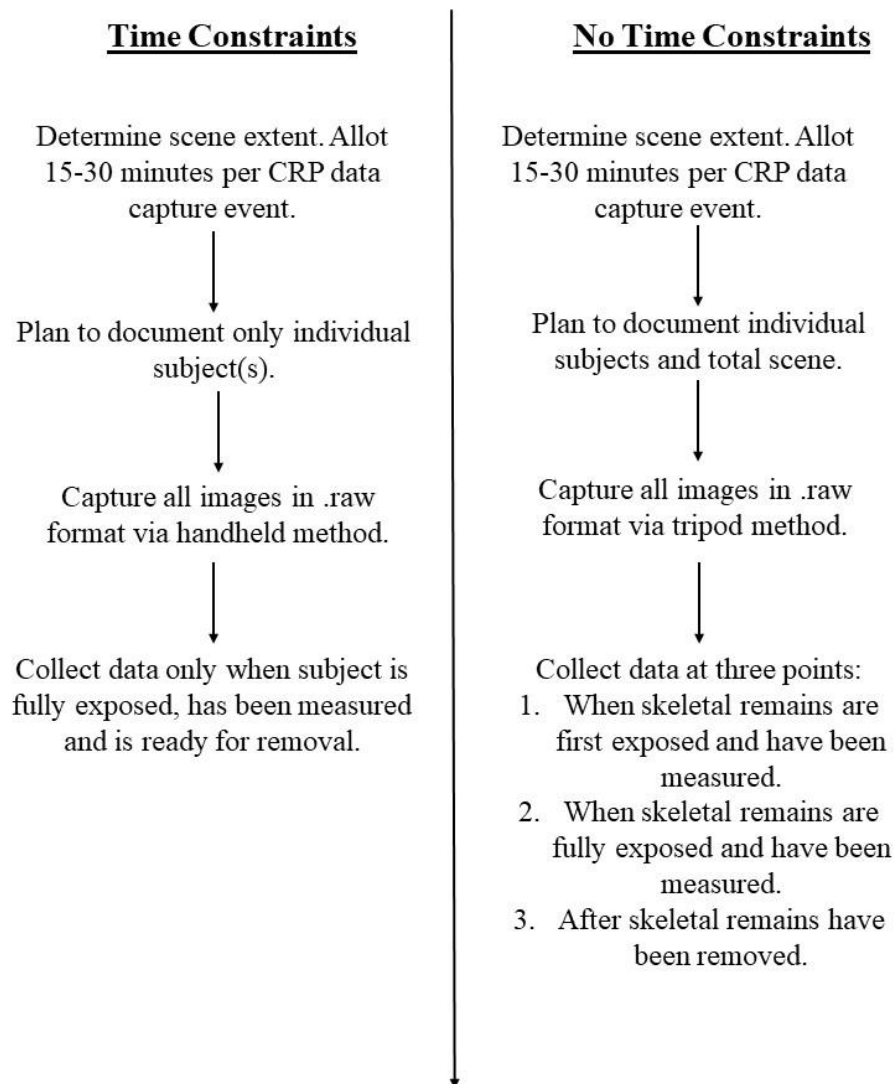 Time Constraints
Determine scene extent. Allot
15-30 minutes per CRP data
capture event.
Plan to document only individual
subject(s).
Capture all images in .raw
format via handheld method.
Collect data only when subject is
fully exposed, has been measured
and is ready for removal.
No Time Constraints
Determine scene extent. Allot
15-30 minutes per CRP data
capture event.
Plan to document individual
subjects and total scene.
Capture all images in .raw
format via tripod method.
Collect data at three points:
1. When skeletal remains are
first exposed and have been
measured.
2. When skeletal remains are
fully exposed and have been
measured.
3. After skeletal remains have
been removed.